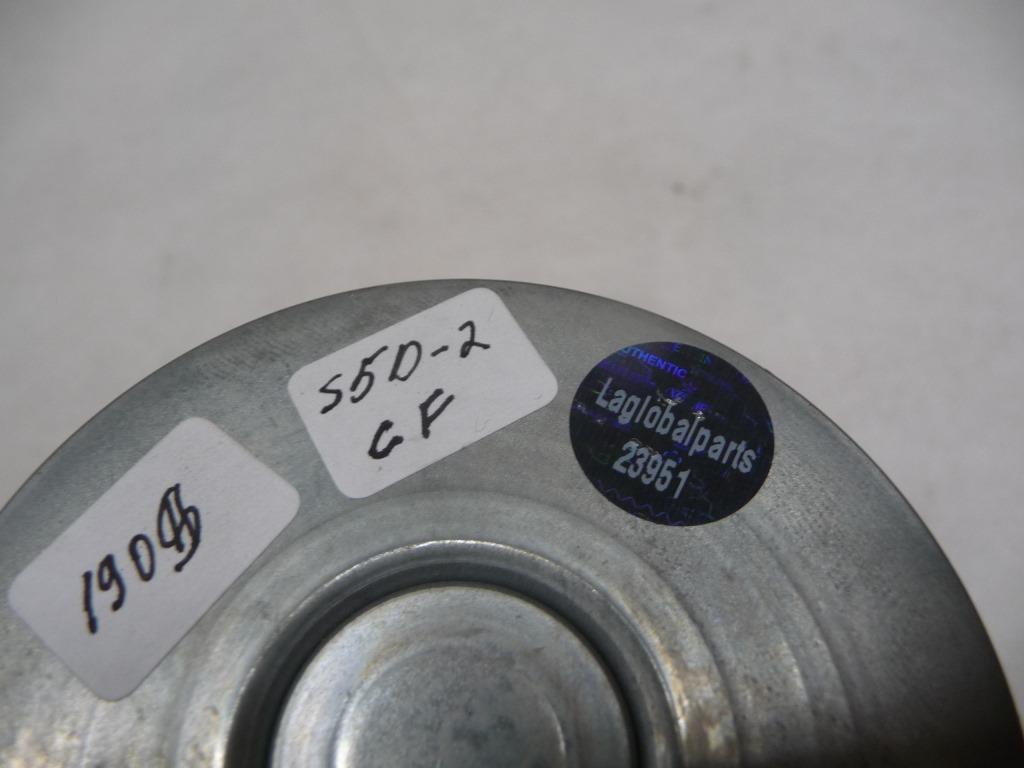 S5D-2
GF
190
AUTHENTIC
Laglobalparts
23951